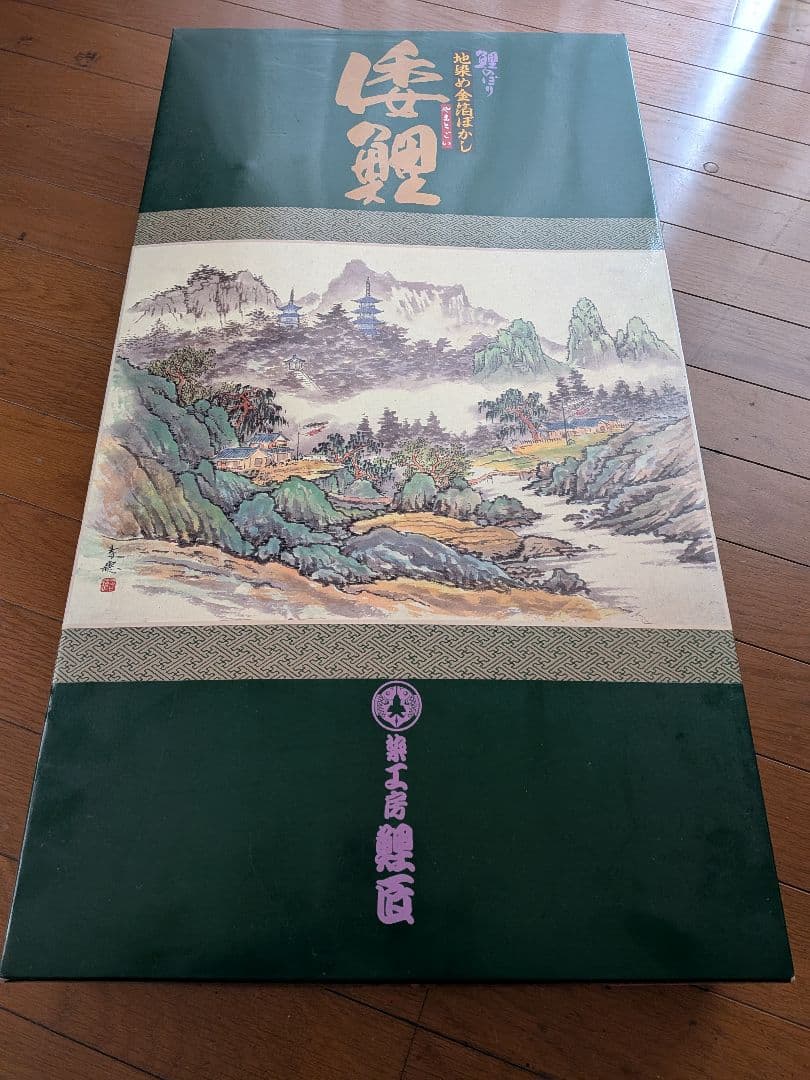 鯉のぼり
地染め金箔ぼかし
倭鯉
やまとごい
染工房
鯉匠